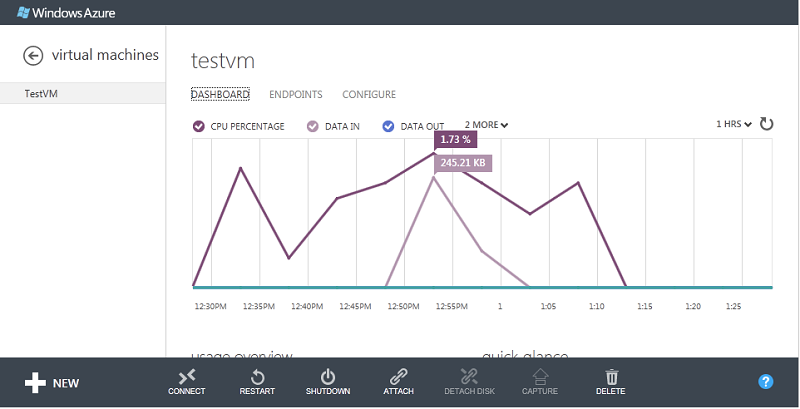 Windows Azure
virtual machines
TestVM
testvm
DASHBOARD ENDPOINTS CONFIGURE
CPU PERCENTAGE DATA IN DATA OUT 2 MORE 1 HRS
1.73 %
245.21 KB
12:30PM 12:35PM 12:40PM 12:45PM 12:50PM 12:55PM 1 1:05 1:10 1:15 1:20 1:25
usage overview quick glance
NEW CONNECT RESTART SHUTDOWN ATTACH DETACH DISK CAPTURE DELETE ?